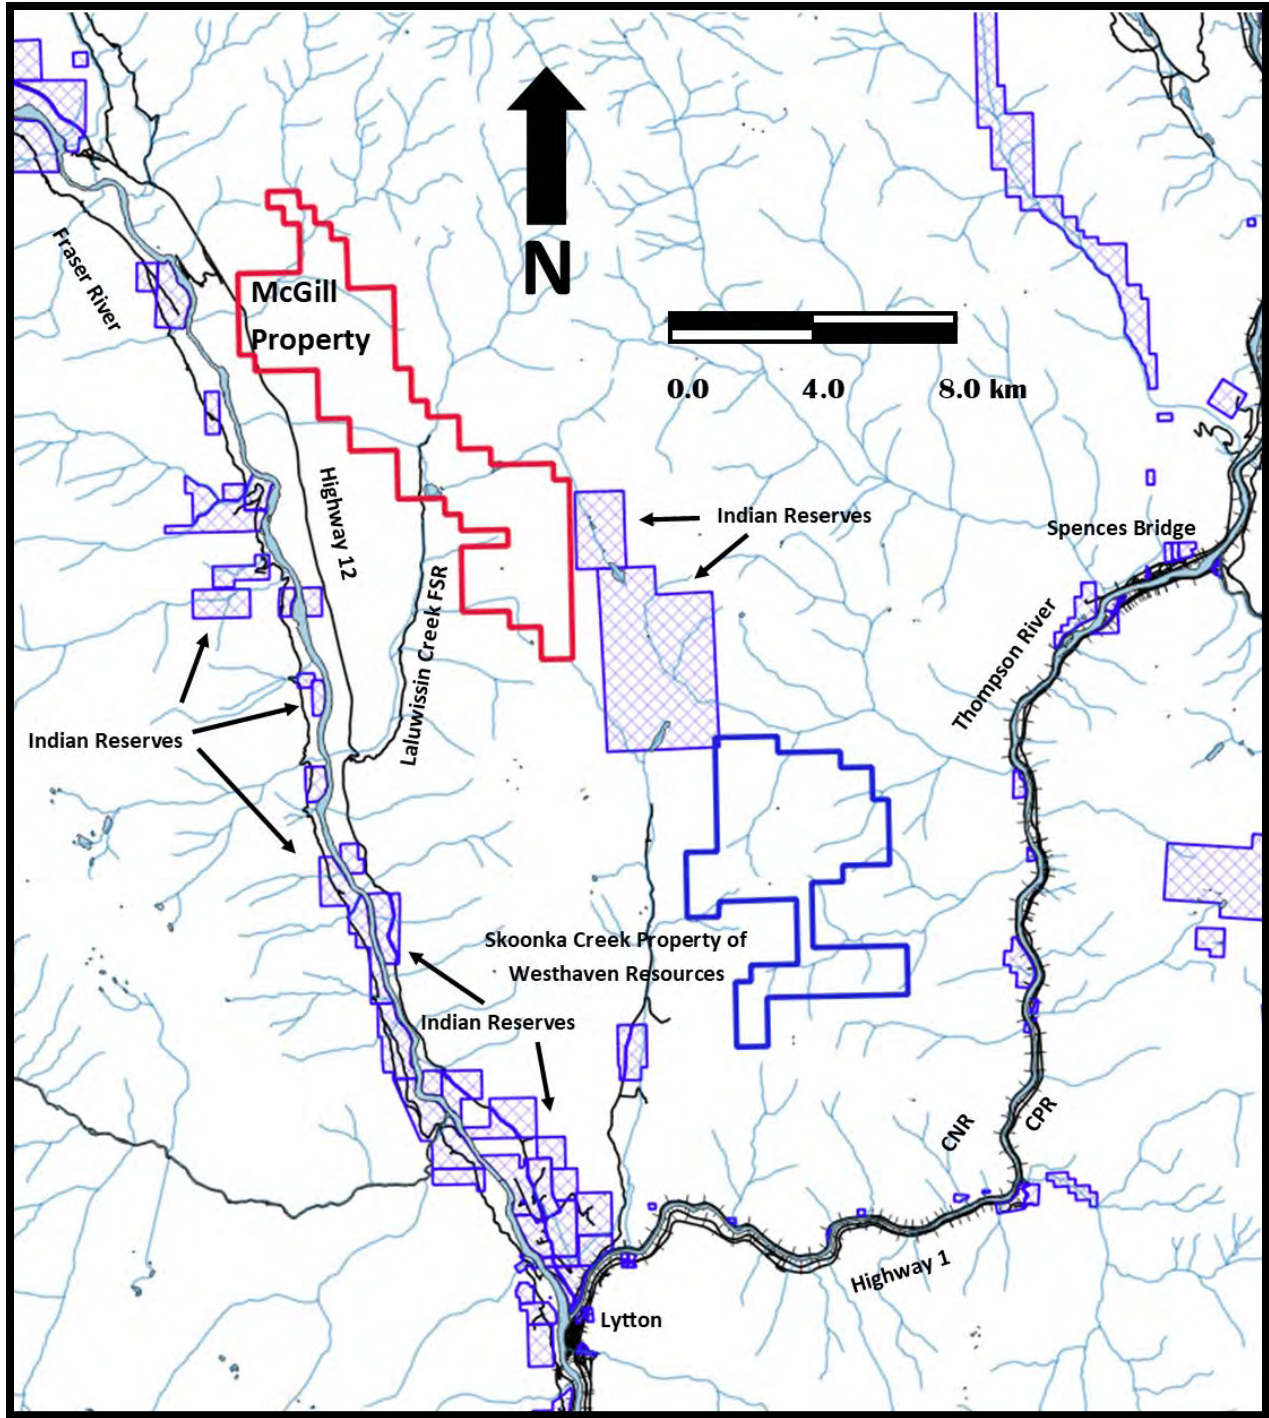 N
Fraser River
McGill
Property
0.0 4.0 8.0 km
Highway 12
Indian Reserves
Spences Bridge
Laluwissin Creek FSR
Thompson River
Indian Reserves
Skoonka Creek Property of
Westhaven Resources
Indian Reserves
CNR
CPR
Highway 1
Lytton